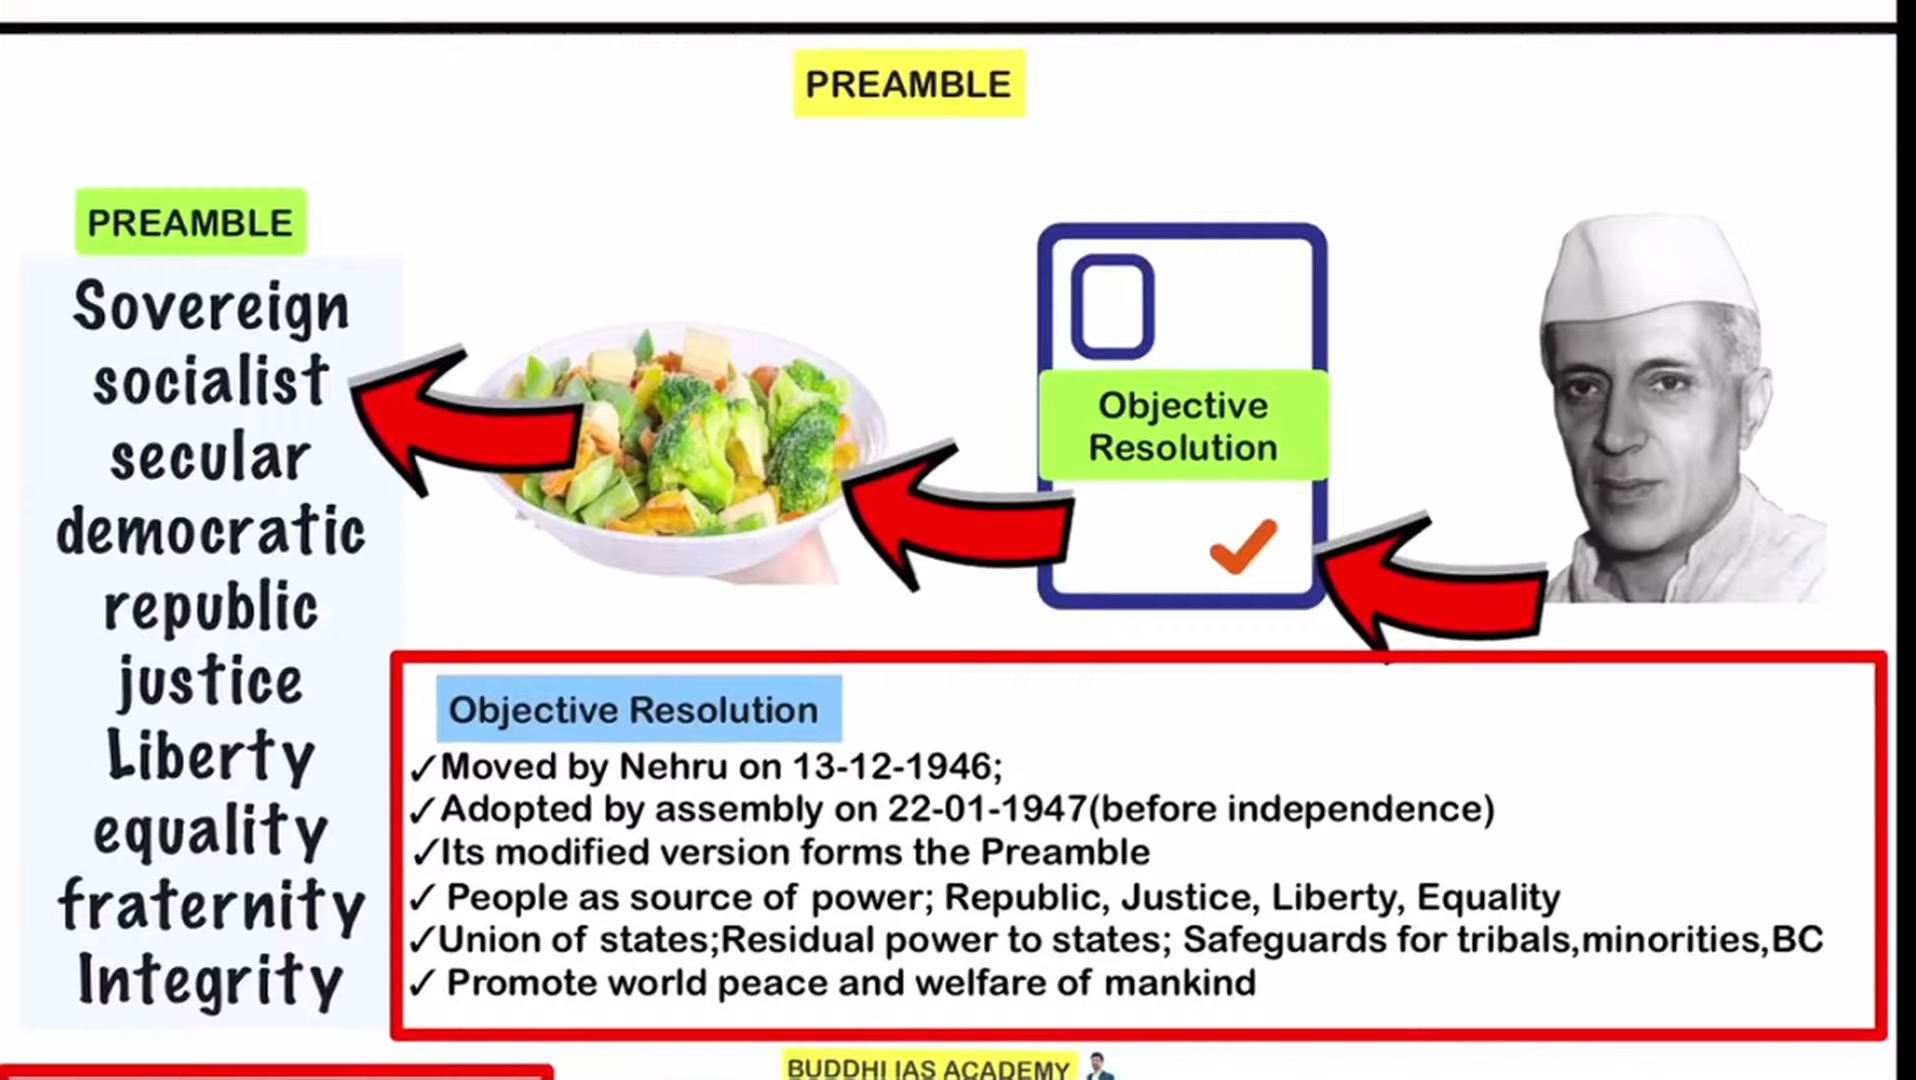 PREAMBLE
PREAMBLE
Sovereign
socialist
secular
democratic
republic
justice
Liberty
equality
fraternity
Integrity
Objective
Resolution
Objective Resolution
✓Moved by Nehru on 13-12-1946;
✓Adopted by assembly on 22-01-1947(before independence)
✓Its modified version forms the Preamble
✓ People as source of power; Republic, Justice, Liberty, Equality
✓Union of states;Residual power to states; Safeguards for tribals,minorities,BC
✓ Promote world peace and welfare of mankind
BUDDHI IAS ACADEMY